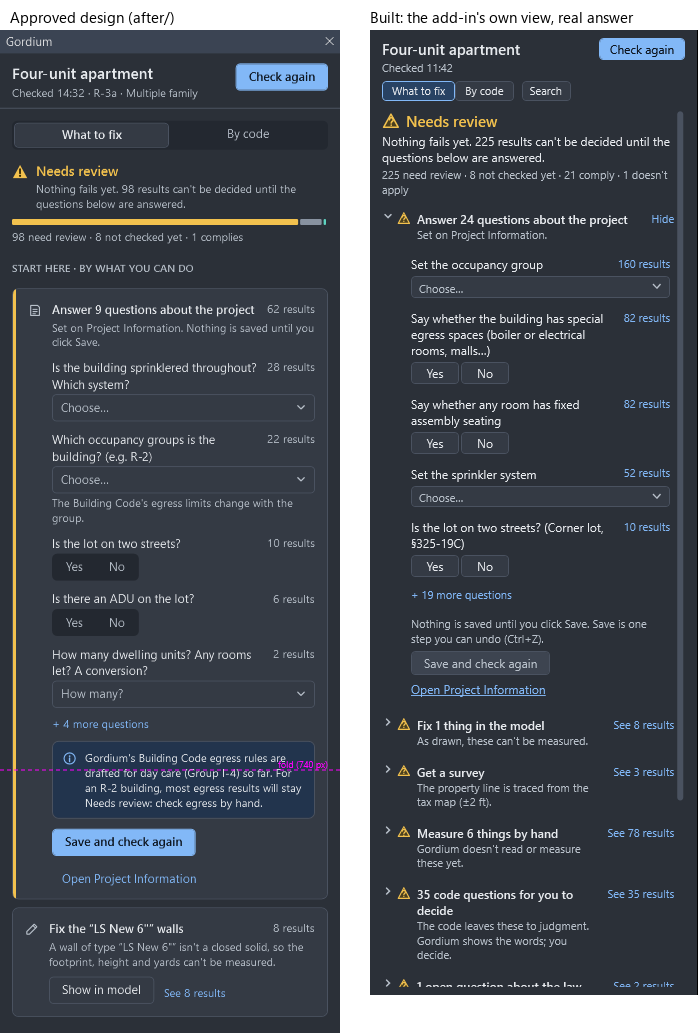 Approved design (after/)
Gordium
Four-unit apartment
Check again
Checked 14:32 · R-3a · Multiple family
What to fix
By code
Needs review
Nothing fails yet. 98 results can't be decided until the
questions below are answered.
98 need review · 8 not checked yet · 1 complies
START HERE · BY WHAT YOU CAN DO
Answer 9 questions about the project
62 results
Set on Project Information. Nothing is saved until you
click Save.
Is the building sprinklered throughout?
28 results
Which system?
Choose...
Which occupancy groups is the
22 results
building? (e.g. R-2)
Choose...
The Building Code's egress limits change with the
group.
Is the lot on two streets?
10 results
Yes
No
Is there an ADU on the lot?
6 results
Yes
No
How many dwelling units? Any rooms
2 results
let? A conversion?
How many?
+ 4 more questions
Gordium's Building Code egress rules are
fold (740 px)
drafted for day care (Group I-4) so far. For
an R-2 building, most egress results will stay
Needs review: check egress by hand.
Save and check again
Open Project Information
Fix the "LS New 6"" walls
8 results
A wall of type "LS New 6"" isn't a closed solid, so the
footprint, height and yards can't be measured.
Show in model
See 8 results
Built: the add-in's own view, real answer
Four-unit apartment
Check again
Checked 11:42
What to fix
By code
Search
Needs review
Nothing fails yet. 225 results can't be decided until the
questions below are answered.
225 need review · 8 not checked yet · 21 comply · 1 doesn't
apply
Answer 24 questions about the project
Hide
Set on Project Information.
Set the occupancy group
160 results
Choose...
Say whether the building has special
82 results
egress spaces (boiler or electrical
rooms, malls...)
Yes
No
Say whether any room has fixed
82 results
assembly seating
Yes
No
Set the sprinkler system
52 results
Choose...
Is the lot on two streets? (Corner lot,
10 results
§325-19C)
Yes
No
+ 19 more questions
Nothing is saved until you click Save. Save is one
step you can undo (Ctrl+Z).
Save and check again
Open Project Information
Fix 1 thing in the model
See 8 results
As drawn, these can't be measured.
Get a survey
See 3 results
The property line is traced from the
tax map (±2 ft).
Measure 6 things by hand
See 78 results
Gordium doesn't read or measure
these yet.
35 code questions for you to
See 35 results
decide
The code leaves these to judgment.
Gordium shows the words; you
decide.
1 open question about the law
See 2 results